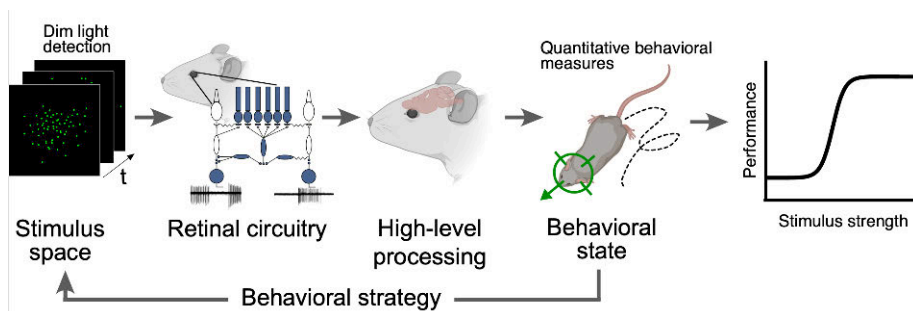 Dim light
detection
t
Stimulus
space
Retinal circuitry
High-level
processing
Quantitative behavioral
measures
Behavioral
state
Performance
Stimulus strength
Behavioral strategy